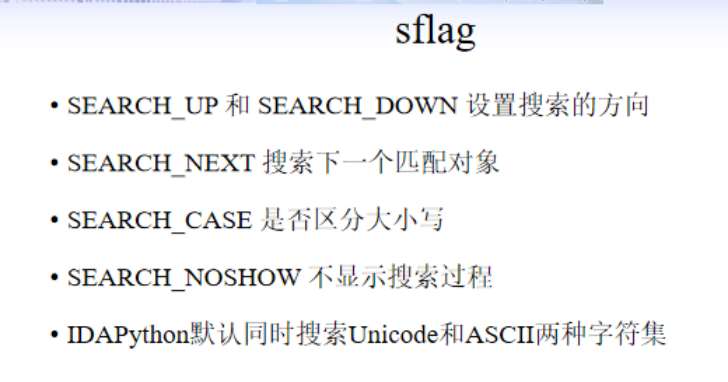 sflag
• SEARCH_UP 和 SEARCH_DOWN 设置搜索的方向
• SEARCH_NEXT 搜索下一个匹配对象
• SEARCH_CASE 是否区分大小写
• SEARCH_NOSHOW 不显示搜索过程
• IDAPython默认同时搜索Unicode和ASCII两种字符集